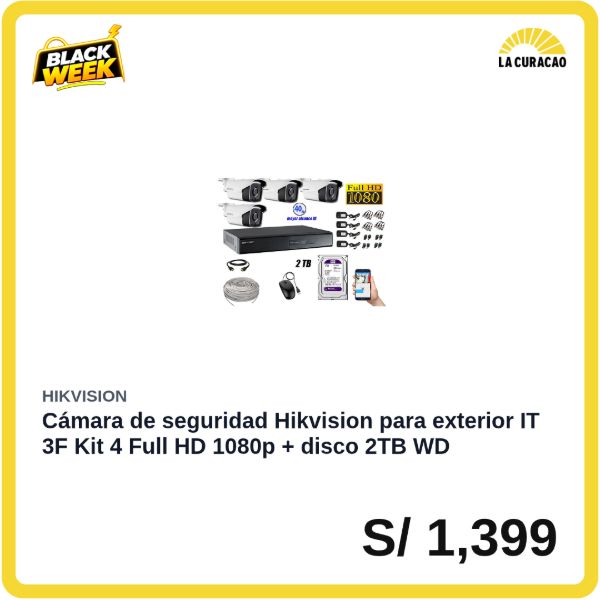 BLACK
WEEK
LA CURACAO
Full HD
1080
40
2 TB
HIKVISION
Cámara de seguridad Hikvision para exterior IT
3F Kit 4 Full HD 1080p + disco 2TB WD
S/ 1,399